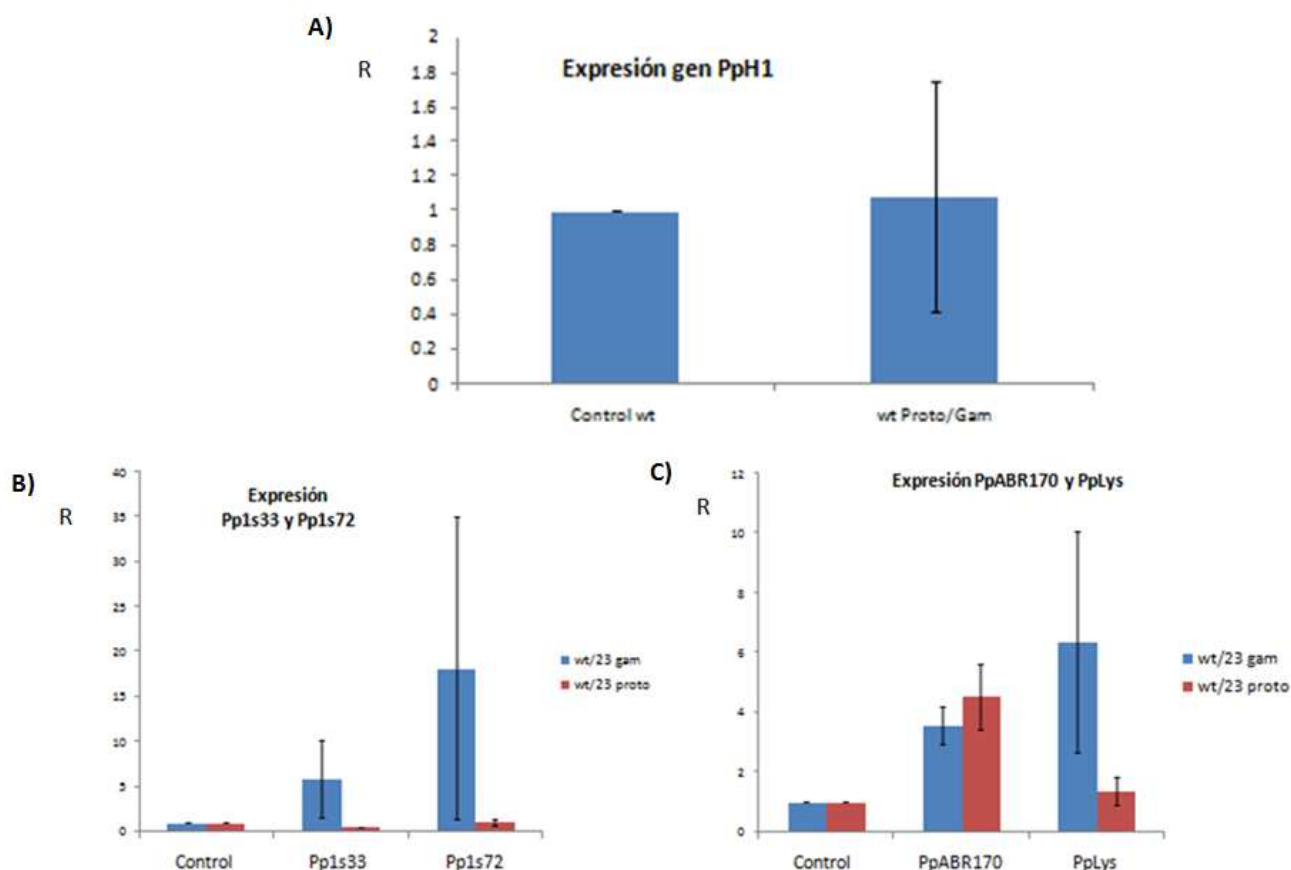 A)
R
Expresión gen PpH1
2
1.8
1.6
1.4
1.2
1
0.8
0.6
0.4
0.2
0
Control wt
wt Proto/Gam
B)
R
Expresión
Pp1s33 y Pp1s72
40
35
30
25
20
15
10
5
0
Control
Pp1s33
Pp1s72
wt/23 gam
wt/23 proto
C)
R
Expresión PpABR170 y PpLys
12
10
8
6
4
2
0
Control
PpABR170
PpLys
wt/23 gam
wt/23 proto